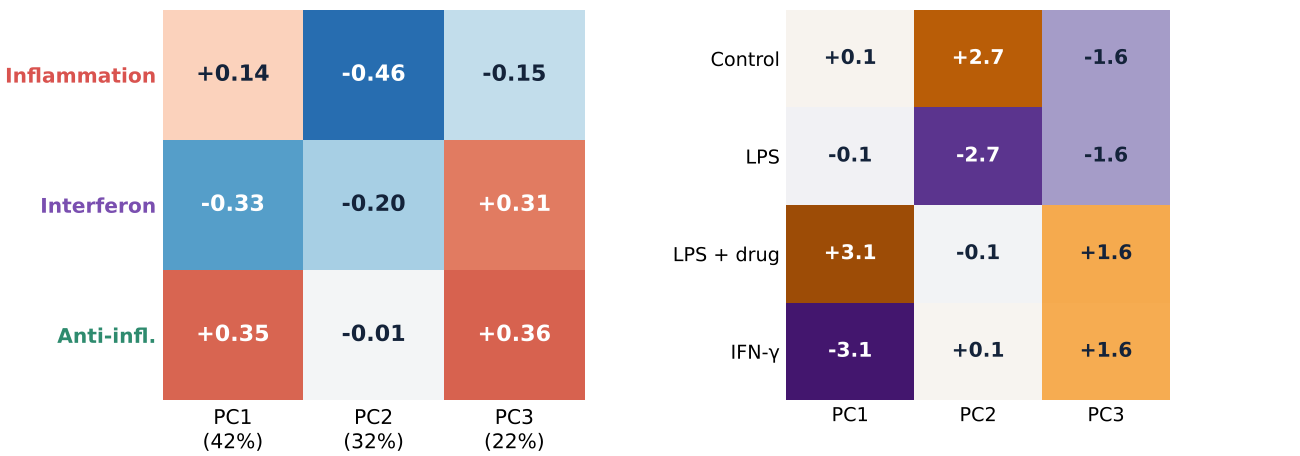 Inflammation +0.14 -0.46 -0.15
Interferon -0.33 -0.20 +0.31
Anti-infl. +0.35 -0.01 +0.36
PC1 PC2 PC3
(42%) (32%) (22%)
Control +0.1 +2.7 -1.6
LPS -0.1 -2.7 -1.6
LPS + drug +3.1 -0.1 +1.6
IFN-γ -3.1 +0.1 +1.6
PC1 PC2 PC3